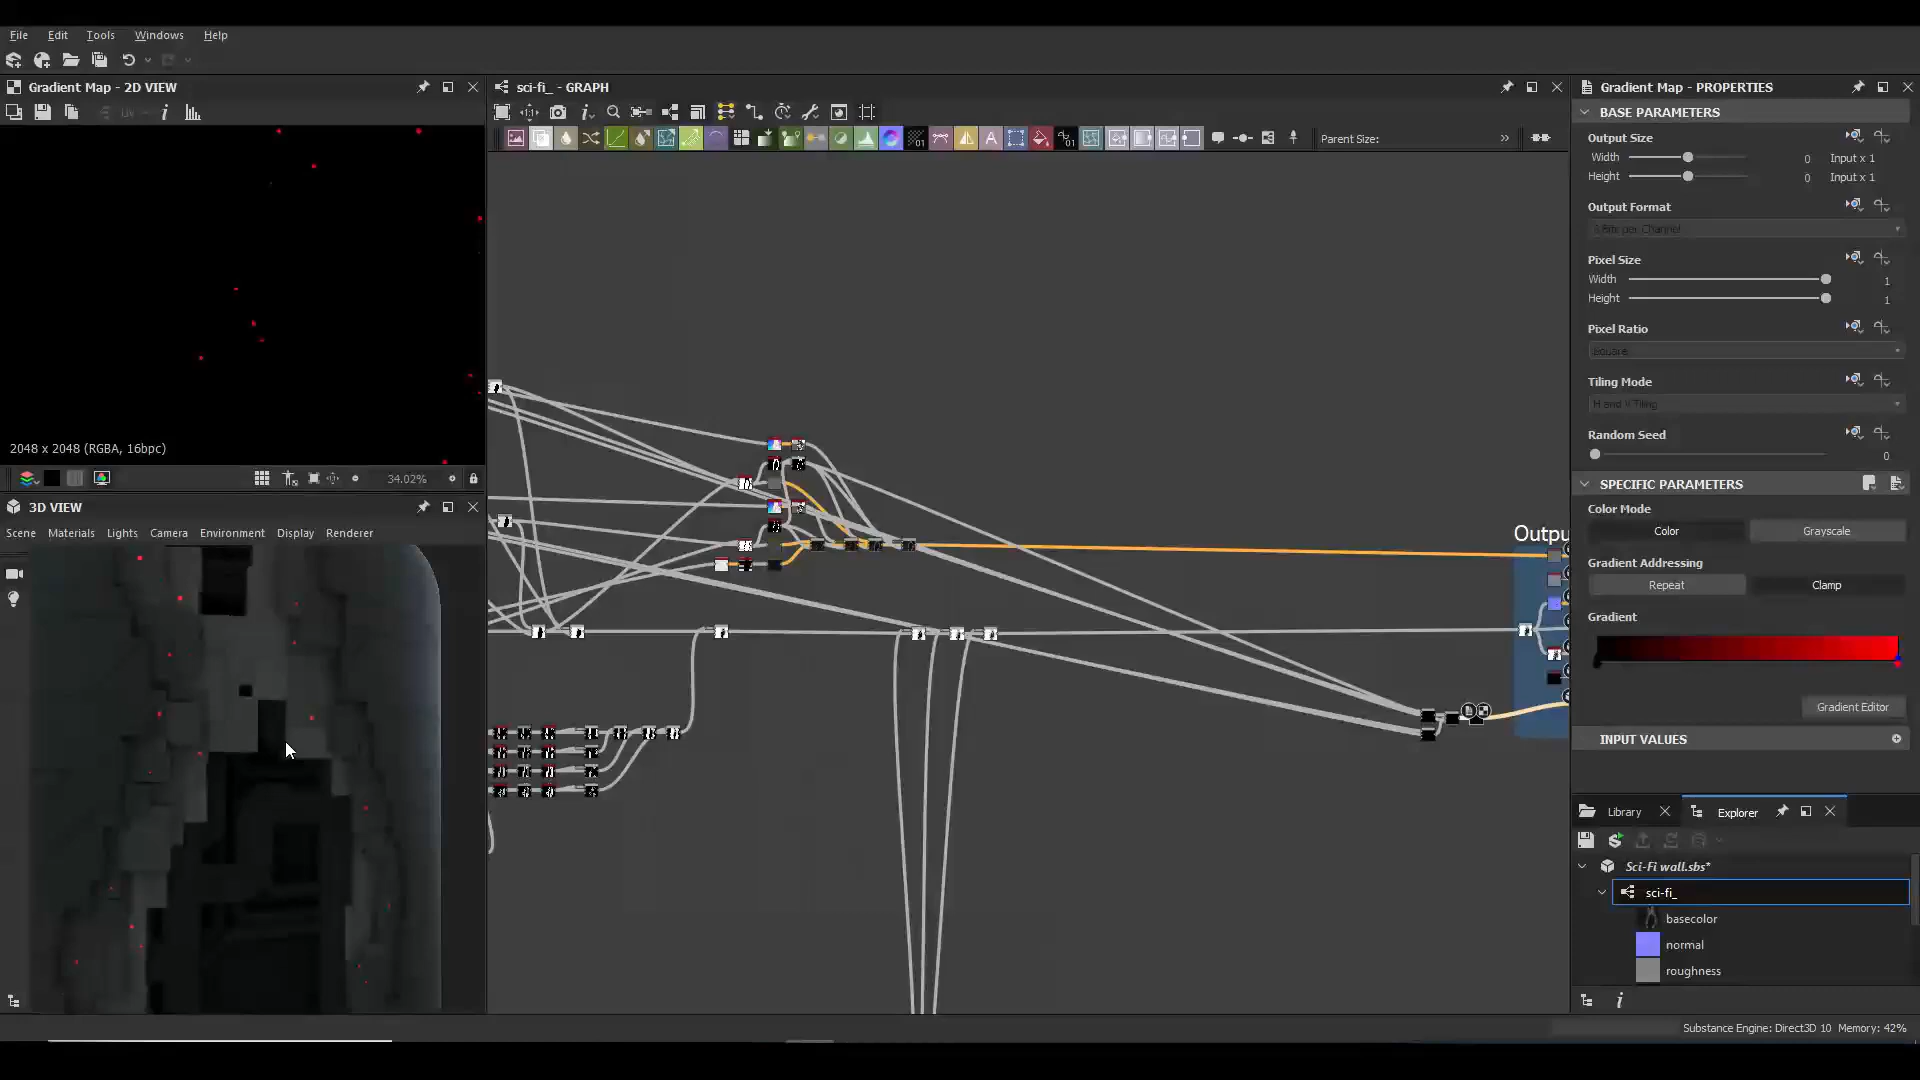 File Edit Tools Windows Help
Gradient Map - 2D VIEW
2048 x 2048 (RGBA, 16bpc)
34.02%
3D VIEW
Scene Materials Lights Camera Environment Display Renderer
sci-fi_ - GRAPH
Parent Size:
Outpu
Gradient Map - PROPERTIES
BASE PARAMETERS
Output Size
Width 0 Input x 1
Height 0 Input x 1
Output Format
Pixel Size
Width 1
Height 1
Pixel Ratio
Square
Tiling Mode
H and V Tiling
Random Seed
0
SPECIFIC PARAMETERS
Color Mode
Color Grayscale
Gradient Addressing
Repeat Clamp
Gradient
Gradient Editor
INPUT VALUES
Library Explorer
Sci-Fi wall.sbs*
sci-fi_
basecolor
normal
roughness
Substance Engine: Direct3D 10 Memory: 42%